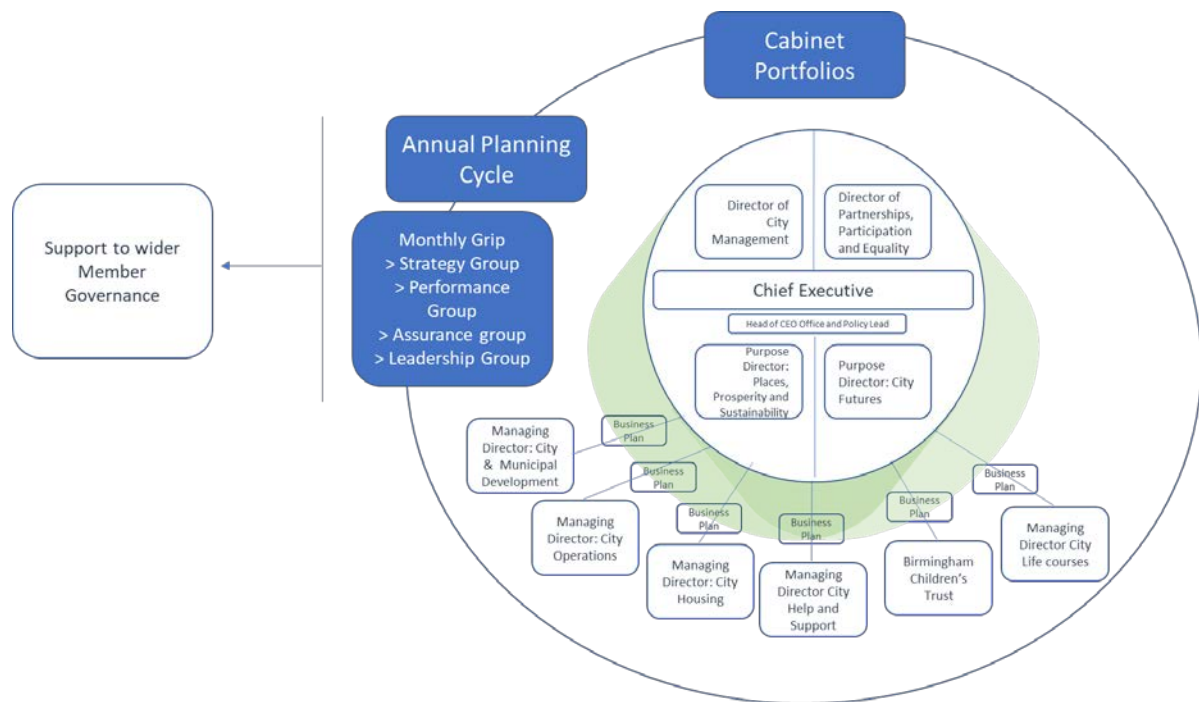 Cabinet
Portfolios
Annual Planning
Cycle
Monthly Grip
> Strategy Group
> Performance
Group
> Assurance group
> Leadership Group
Support to wider
Member
Governance
Director of
City
Management
Director of
Partnerships,
Participation
and Equality
Chief Executive
Head of CEO Office and Policy Lead
Purpose
Director:
Places,
Prosperity and
Sustainability
Purpose
Director: City
Futures
Business
Plan
Business
Plan
Business
Plan
Business
Plan
Business
Plan
Business
Plan
Managing
Director: City
& Municipal
Development
Managing
Director: City
Operations
Managing
Director: City
Housing
Managing
Director City
Help and
Support
Birmingham
Children's
Trust
Managing
Director City
Life courses